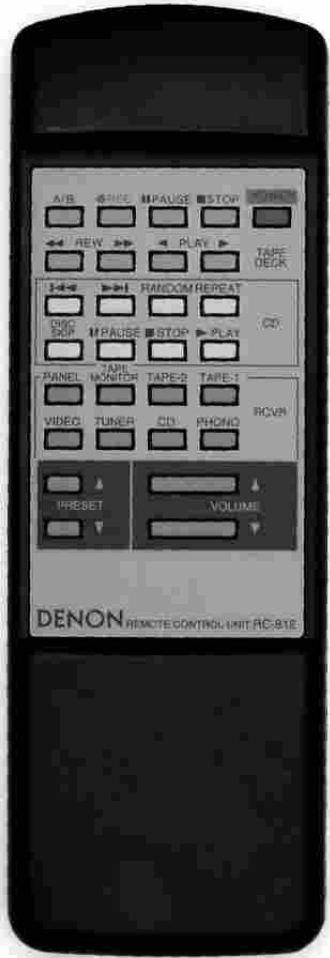 POWER
A/B ●REC ▮▮PAUSE ■STOP
◀◀ REW ▶▶ ◀ PLAY ▶
TAPE
DECK
|◀◀ ▶▶| RANDOM REPEAT
CD
DISC
SKIP ▮▮PAUSE ■STOP ▶ PLAY
PANEL TAPE
MONITOR TAPE-2 TAPE-1
RCVR
VIDEO TUNER CD PHONO
▲ ▲
PRESET VOLUME
▼ ▼
DENON REMOTE CONTROL UNIT RC-812